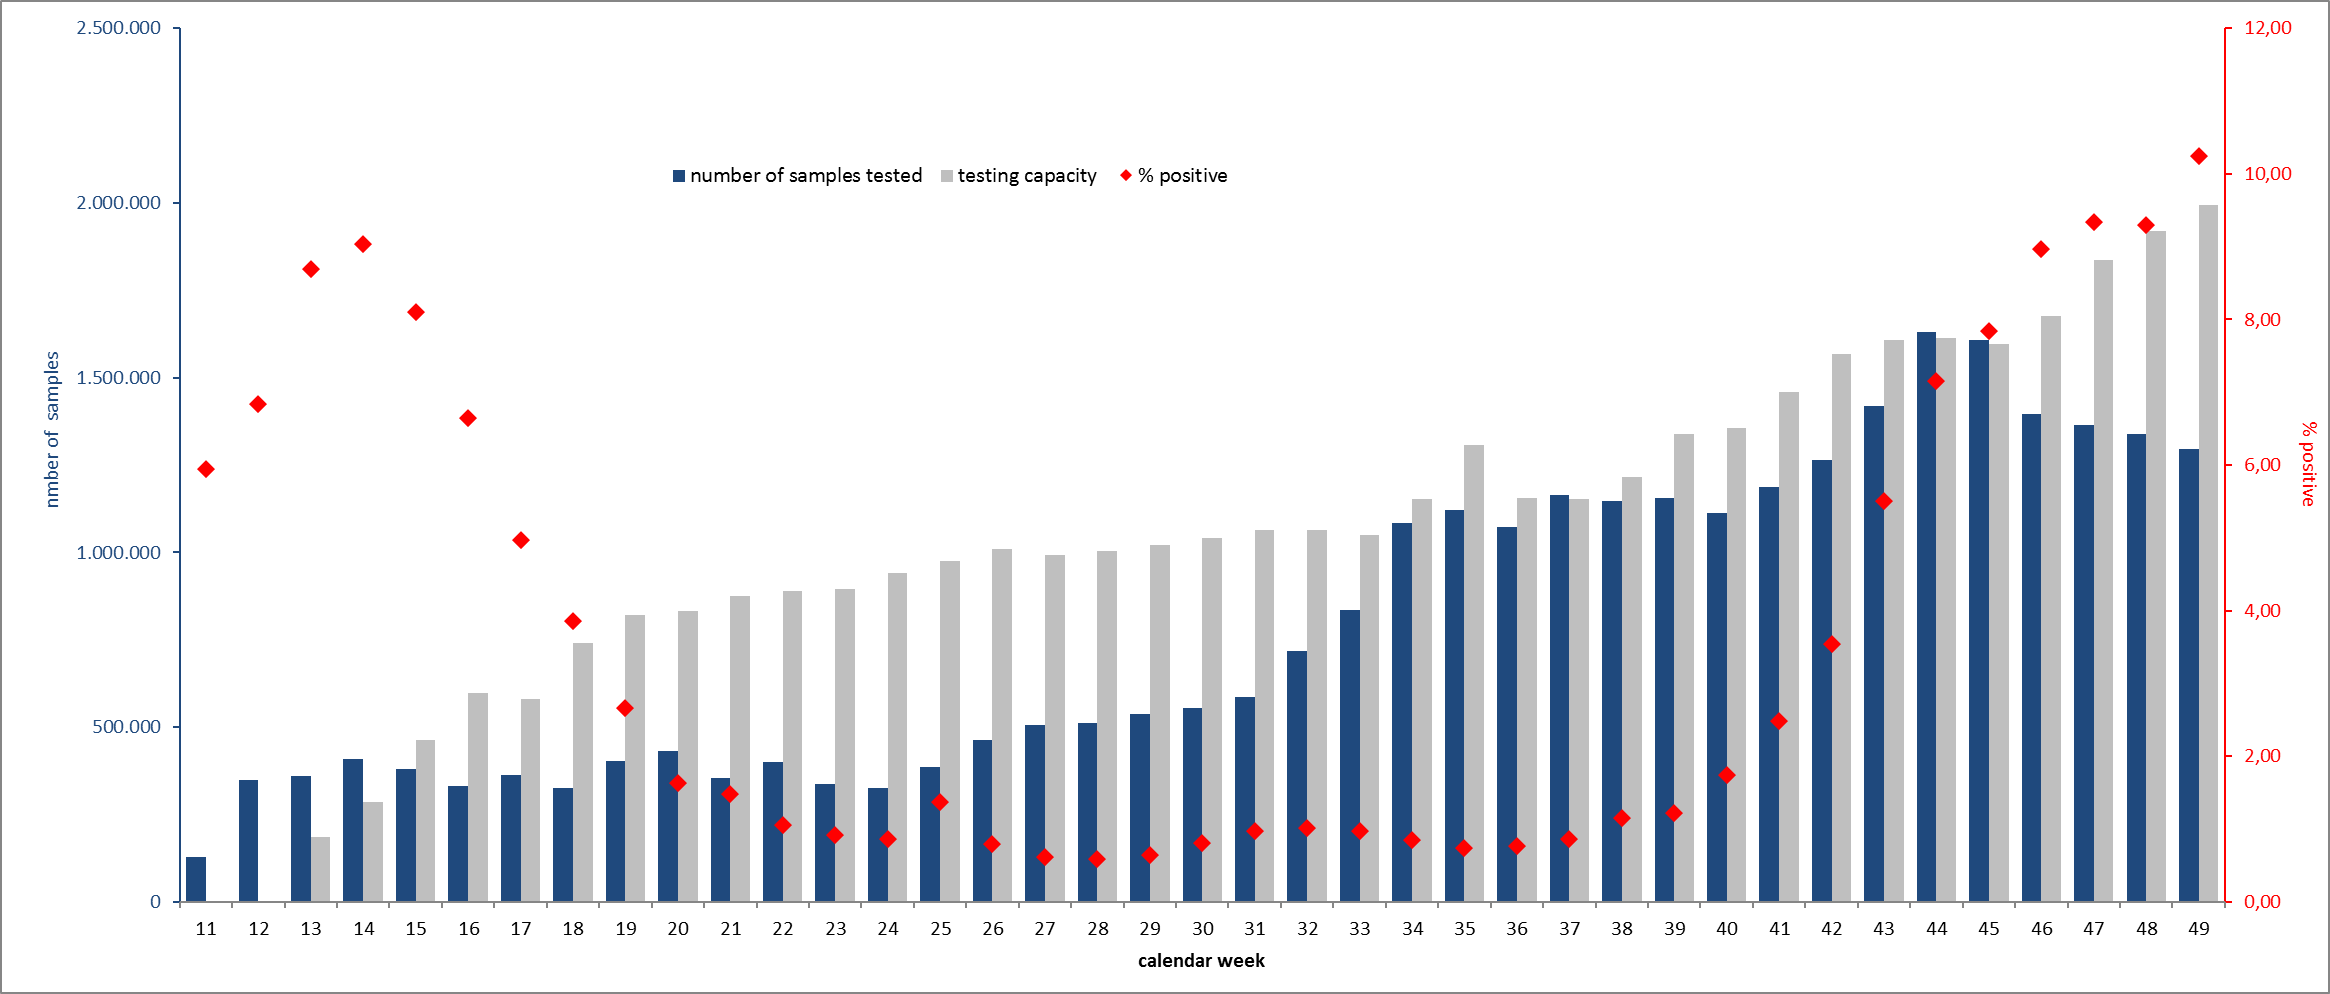 2.500.000
2.000.000
1.500.000
1.000.000
500.000
0
nmber of samples
number of samples tested testing capacity % positive
12,00
10,00
8,00
6,00
4,00
2,00
0,00
% positive
11 12 13 14 15 16 17 18 19 20 21 22 23 24 25 26 27 28 29 30 31 32 33 34 35 36 37 38 39 40 41 42 43 44 45 46 47 48 49
calendar week